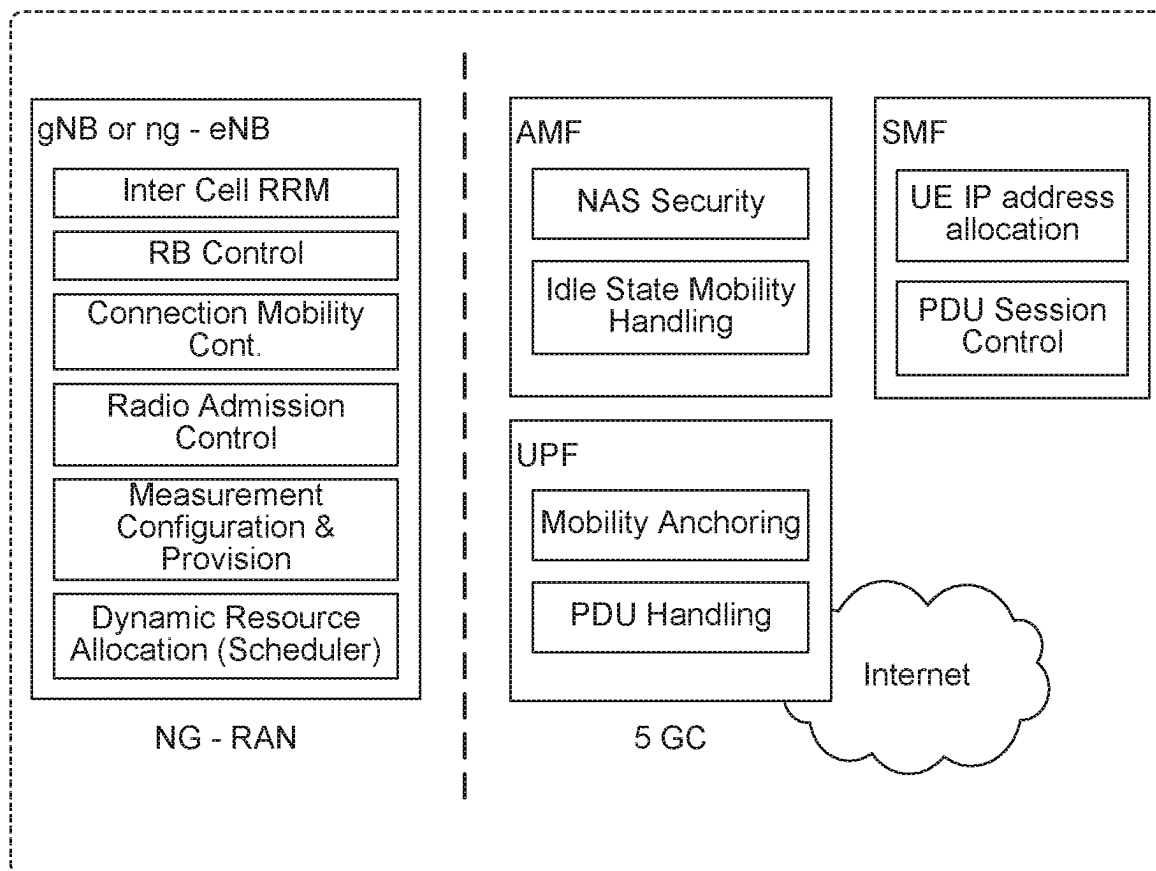 gNB or ng - eNB
Inter Cell RRM
RB Control
Connection Mobility
Cont.
Radio Admission
Control
Measurement
Configuration &
Provision
Dynamic Resource
Allocation (Scheduler)
NG - RAN
AMF
NAS Security
Idle State Mobility
Handling
SMF
UE IP address
allocation
PDU Session
Control
UPF
Mobility Anchoring
PDU Handling
Internet
5 GC